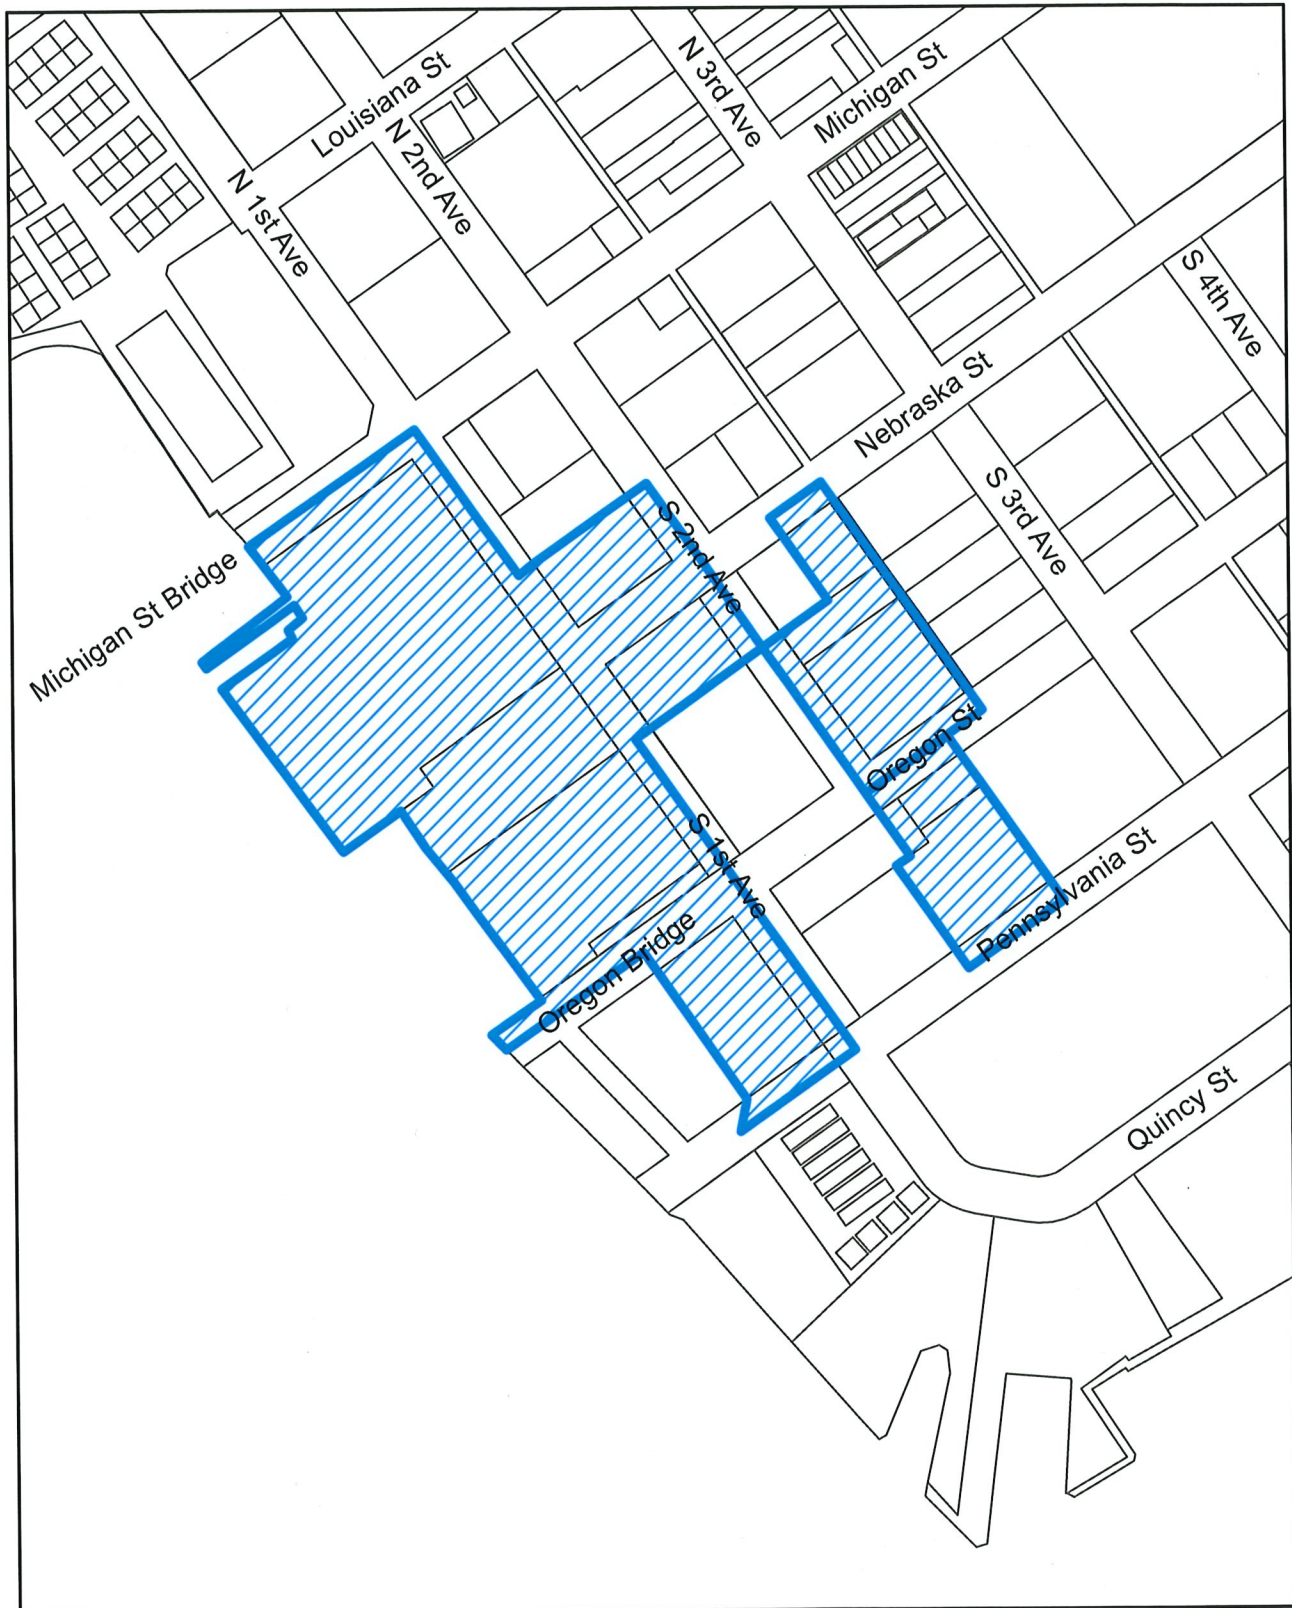 Louisiana St
N 3rd Ave
Michigan St
N 2nd Ave
N 1st Ave
S 4th Ave
Nebraska St
S 3rd Ave
S 2nd Ave
Michigan St Bridge
Oregon St
S 1st Ave
Pennsylvania St
Oregon Bridge
Quincy St